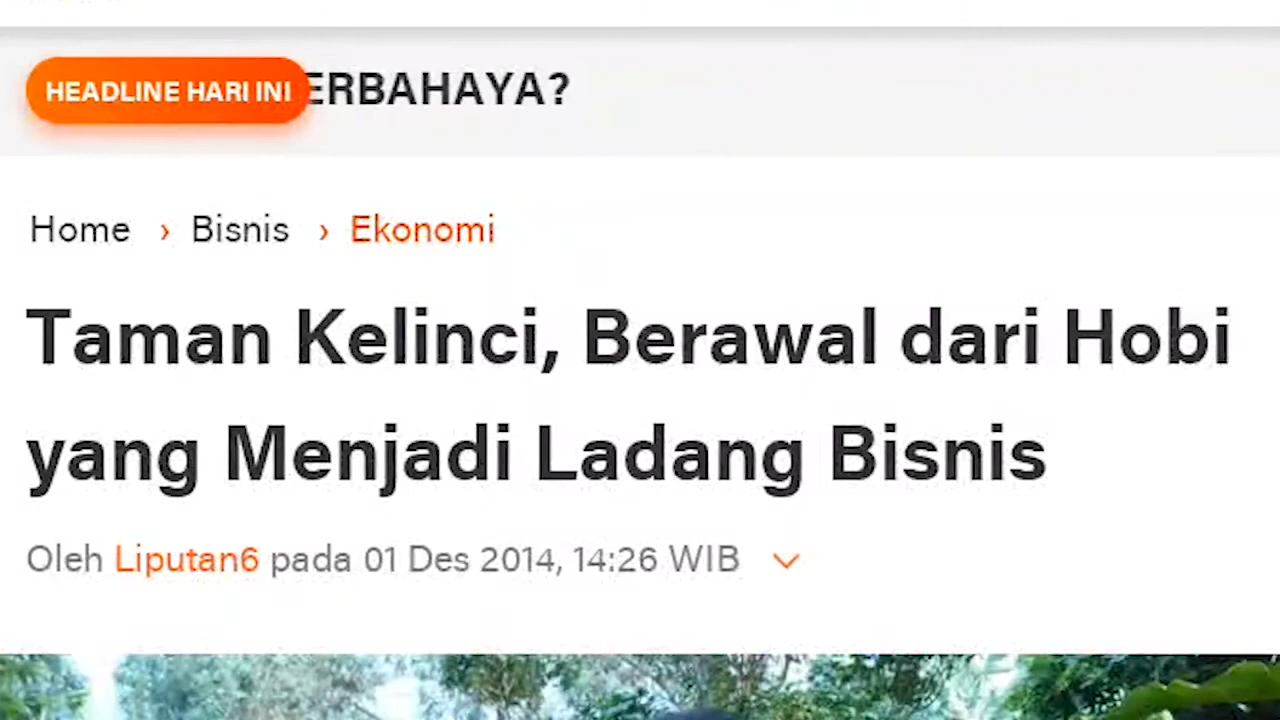 HEADLINE HARI INI ERBAHAYA?
Home › Bisnis › Ekonomi
Taman Kelinci, Berawal dari Hobi
yang Menjadi Ladang Bisnis
Oleh Liputan6 pada 01 Des 2014, 14:26 WIB